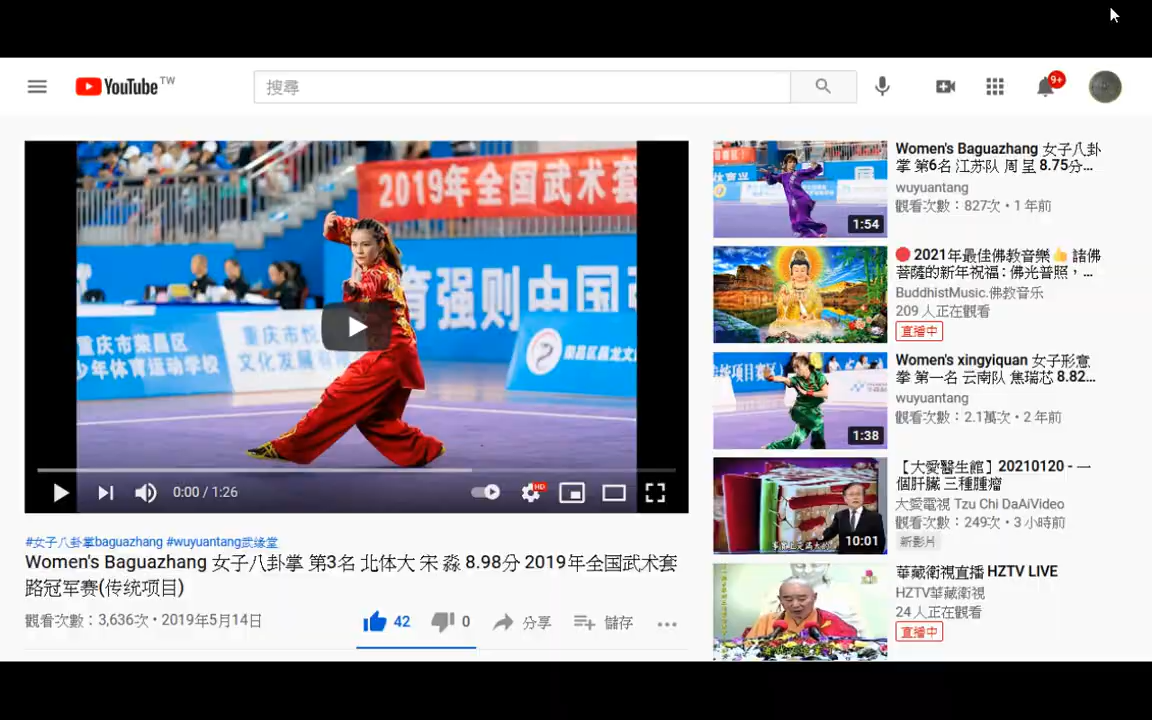 YouTube TW
搜尋
9+
2019年全国武术套
育强则中国
重庆市荣昌区
少年体育运动学校
重庆市悦
文化发展有
荣昌区晨龙文
0:00 / 1:26
HD
#女子八卦掌baguazhang #wuyuantang武缘堂
Women's Baguazhang 女子八卦掌 第3名 北体大 宋 淼 8.98分 2019年全国武术套
路冠军赛(传统项目)
觀看次數：3,636次 • 2019年5月14日
42
0
分享
儲存
1:54
Women's Baguazhang 女子八卦
掌 第6名 江苏队 周 呈 8.75分...
wuyuantang
觀看次數：827次 • 1 年前
2021年最佳佛教音樂👍 諸佛
菩薩的新年祝福: 佛光普照，...
BuddhistMusic.佛教音乐
209 人正在觀看
直播中
1:38
Women's xingyiquan 女子形意
拳 第一名 云南队 焦瑞芯 8.82...
wuyuantang
觀看次數：2.1萬次 • 2 年前
10:01
【大愛醫生館】20210120 - 一
個肝臟 三種腫瘤
大愛電視 Tzu Chi DaAiVideo
觀看次數：249次 • 3 小時前
新影片
華藏衛視直播 HZTV LIVE
HZTV華藏衛視
24 人正在觀看
直播中